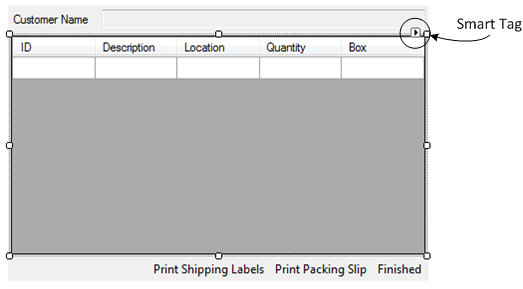 Customer Name
Smart Tag
ID Description Location Quantity Box
Print Shipping Labels Print Packing Slip Finished